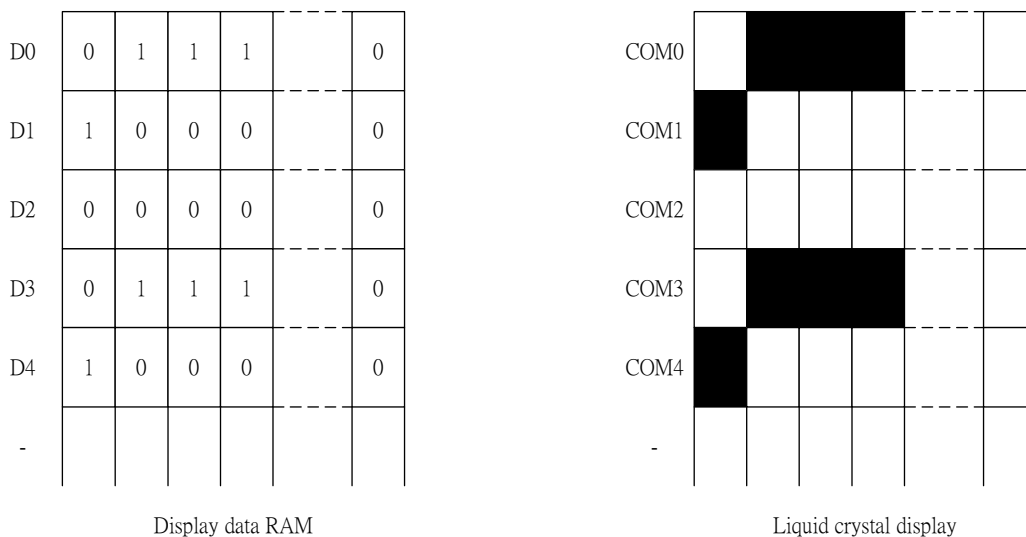 D0 0 1 1 1 0 COM0
D1 1 0 0 0 0 COM1
D2 0 0 0 0 0 COM2
D3 0 1 1 1 0 COM3
D4 1 0 0 0 0 COM4
- -
Display data RAM Liquid crystal display